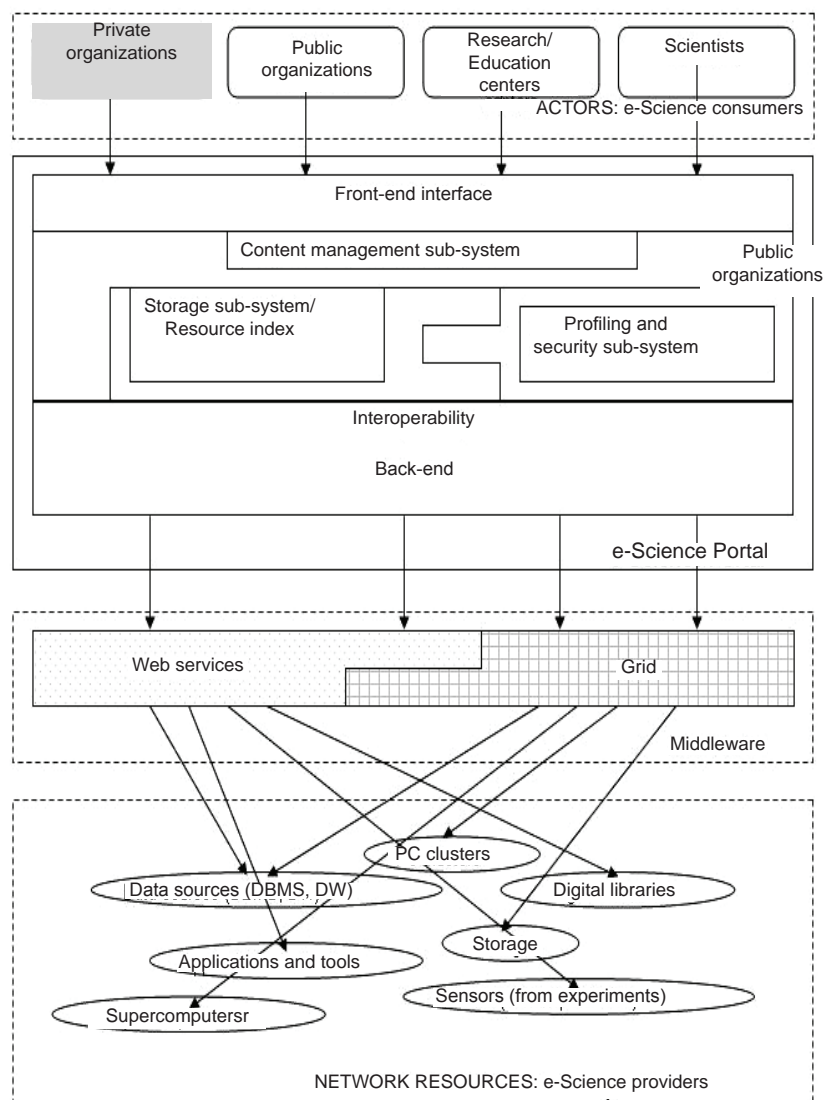 Private
organizations
Public
organizations
Research/
Education
centers
Scientists
ACTORS: e-Science consumers
Front-end interface
Content management sub-system
Public
organizations
Storage sub-system/
Resource index
Profiling and
security sub-system
Interoperability
Back-end
e-Science Portal
Web services
Grid
Middleware
PC clusters
Data sources (DBMS, DW)
Digital libraries
Storage
Applications and tools
Sensors (from experiments)
Supercomputersr
NETWORK RESOURCES: e-Science providers